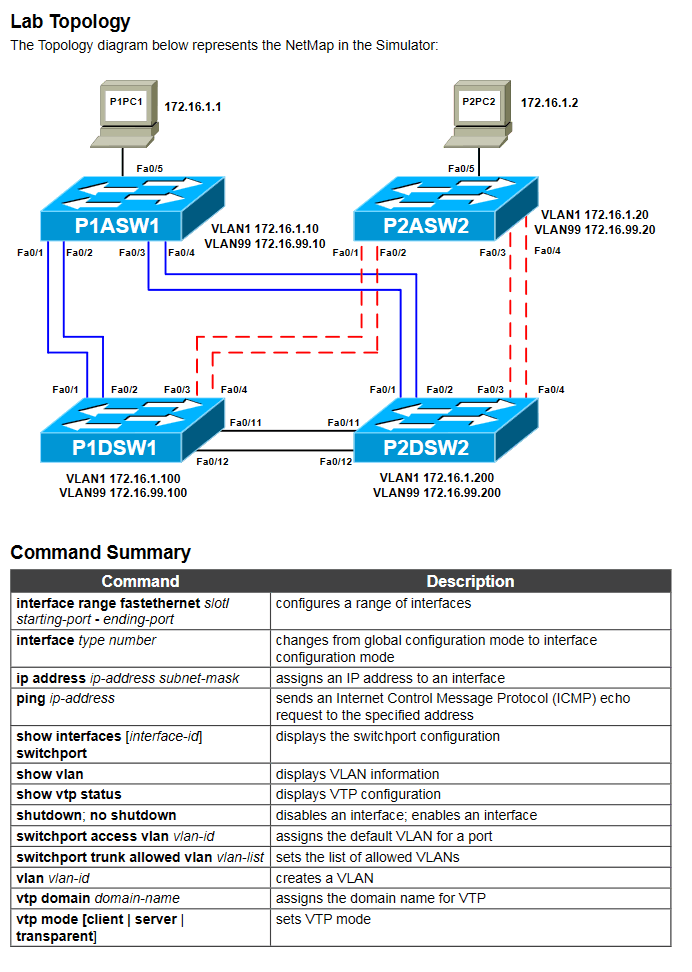 Lab Topology
The Topology diagram below represents the NetMap in the Simulator:
P1PC1
172.16.1.1
P2PC2
172.16.1.2
Fa0/5
Fa0/5
P1ASW1
VLAN1 172.16.1.10
VLAN99 172.16.99.10
P2ASW2
VLAN1 172.16.1.20
VLAN99 172.16.99.20
Fa0/1
Fa0/2
Fa0/3
Fa0/4
Fa0/1
Fa0/2
Fa0/3
Fa0/4
Fa0/1
Fa0/2
Fa0/3
Fa0/4
Fa0/1
Fa0/2
Fa0/3
Fa0/4
P1DSW1
Fa0/11
Fa0/11
Fa0/12
Fa0/12
P2DSW2
VLAN1 172.16.1.100
VLAN99 172.16.99.100
VLAN1 172.16.1.200
VLAN99 172.16.99.200
Command Summary
Command Description
interface range fastethernet slotl
starting-port - ending-port
configures a range of interfaces
interface type number
changes from global configuration mode to interface
configuration mode
ip address ip-address subnet-mask
assigns an IP address to an interface
ping ip-address
sends an Internet Control Message Protocol (ICMP) echo
request to the specified address
show interfaces [interface-id]
switchport
displays the switchport configuration
show vlan
displays VLAN information
show vtp status
displays VTP configuration
shutdown; no shutdown
disables an interface; enables an interface
switchport access vlan vlan-id
assigns the default VLAN for a port
switchport trunk allowed vlan vlan-list
sets the list of allowed VLANs
vlan vlan-id
creates a VLAN
vtp domain domain-name
assigns the domain name for VTP
vtp mode [client | server |
transparent]
sets VTP mode